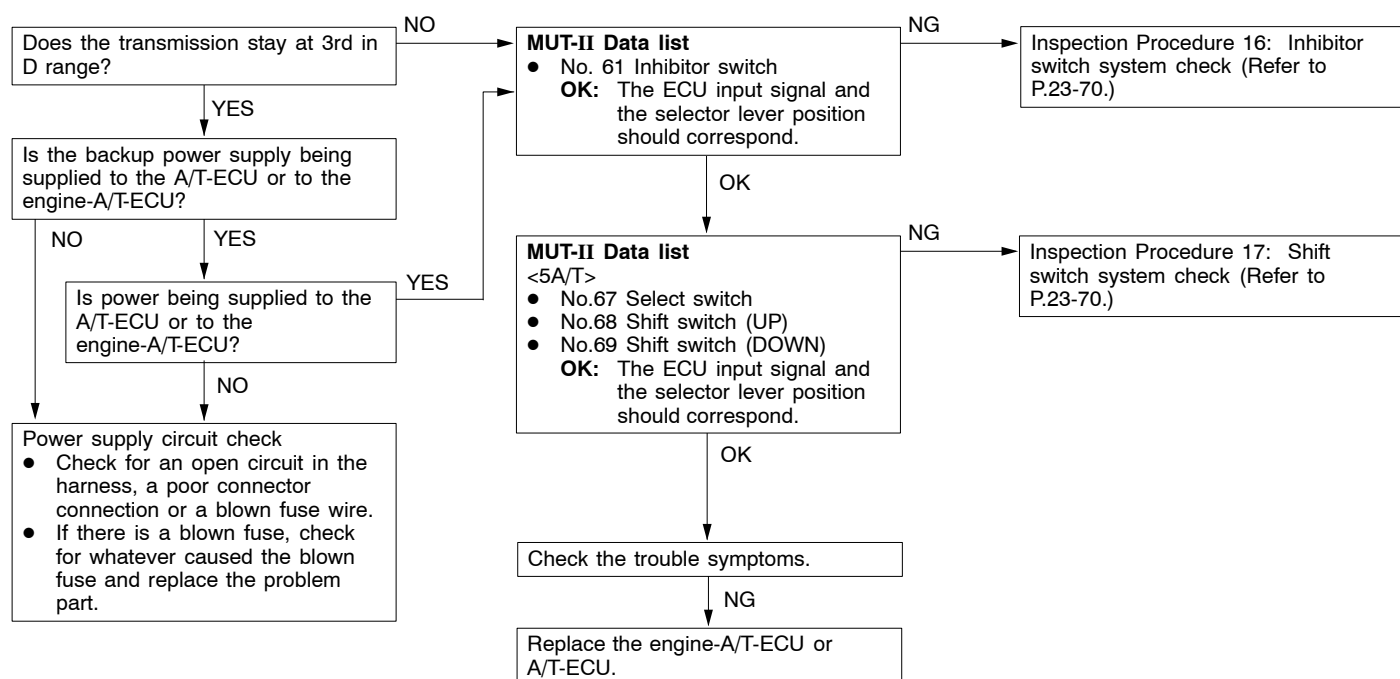 Does the transmission stay at 3rd in
D range?
NO
YES
Is the backup power supply being
supplied to the A/T-ECU or to the
engine-A/T-ECU?
NO
YES
Is power being supplied to the
A/T-ECU or to the
engine-A/T-ECU?
YES
NO
Power supply circuit check
● Check for an open circuit in the
harness, a poor connector
connection or a blown fuse wire.
● If there is a blown fuse, check
for whatever caused the blown
fuse and replace the problem
part.
MUT-II Data list
● No. 61 Inhibitor switch
OK: The ECU input signal and
the selector lever position
should correspond.
NG
Inspection Procedure 16: Inhibitor
switch system check (Refer to
P.23-70.)
OK
MUT-II Data list
<5A/T>
● No.67 Select switch
● No.68 Shift switch (UP)
● No.69 Shift switch (DOWN)
OK: The ECU input signal and
the selector lever position
should correspond.
NG
Inspection Procedure 17: Shift
switch system check (Refer to
P.23-70.)
OK
Check the trouble symptoms.
NG
Replace the engine-A/T-ECU or
A/T-ECU.